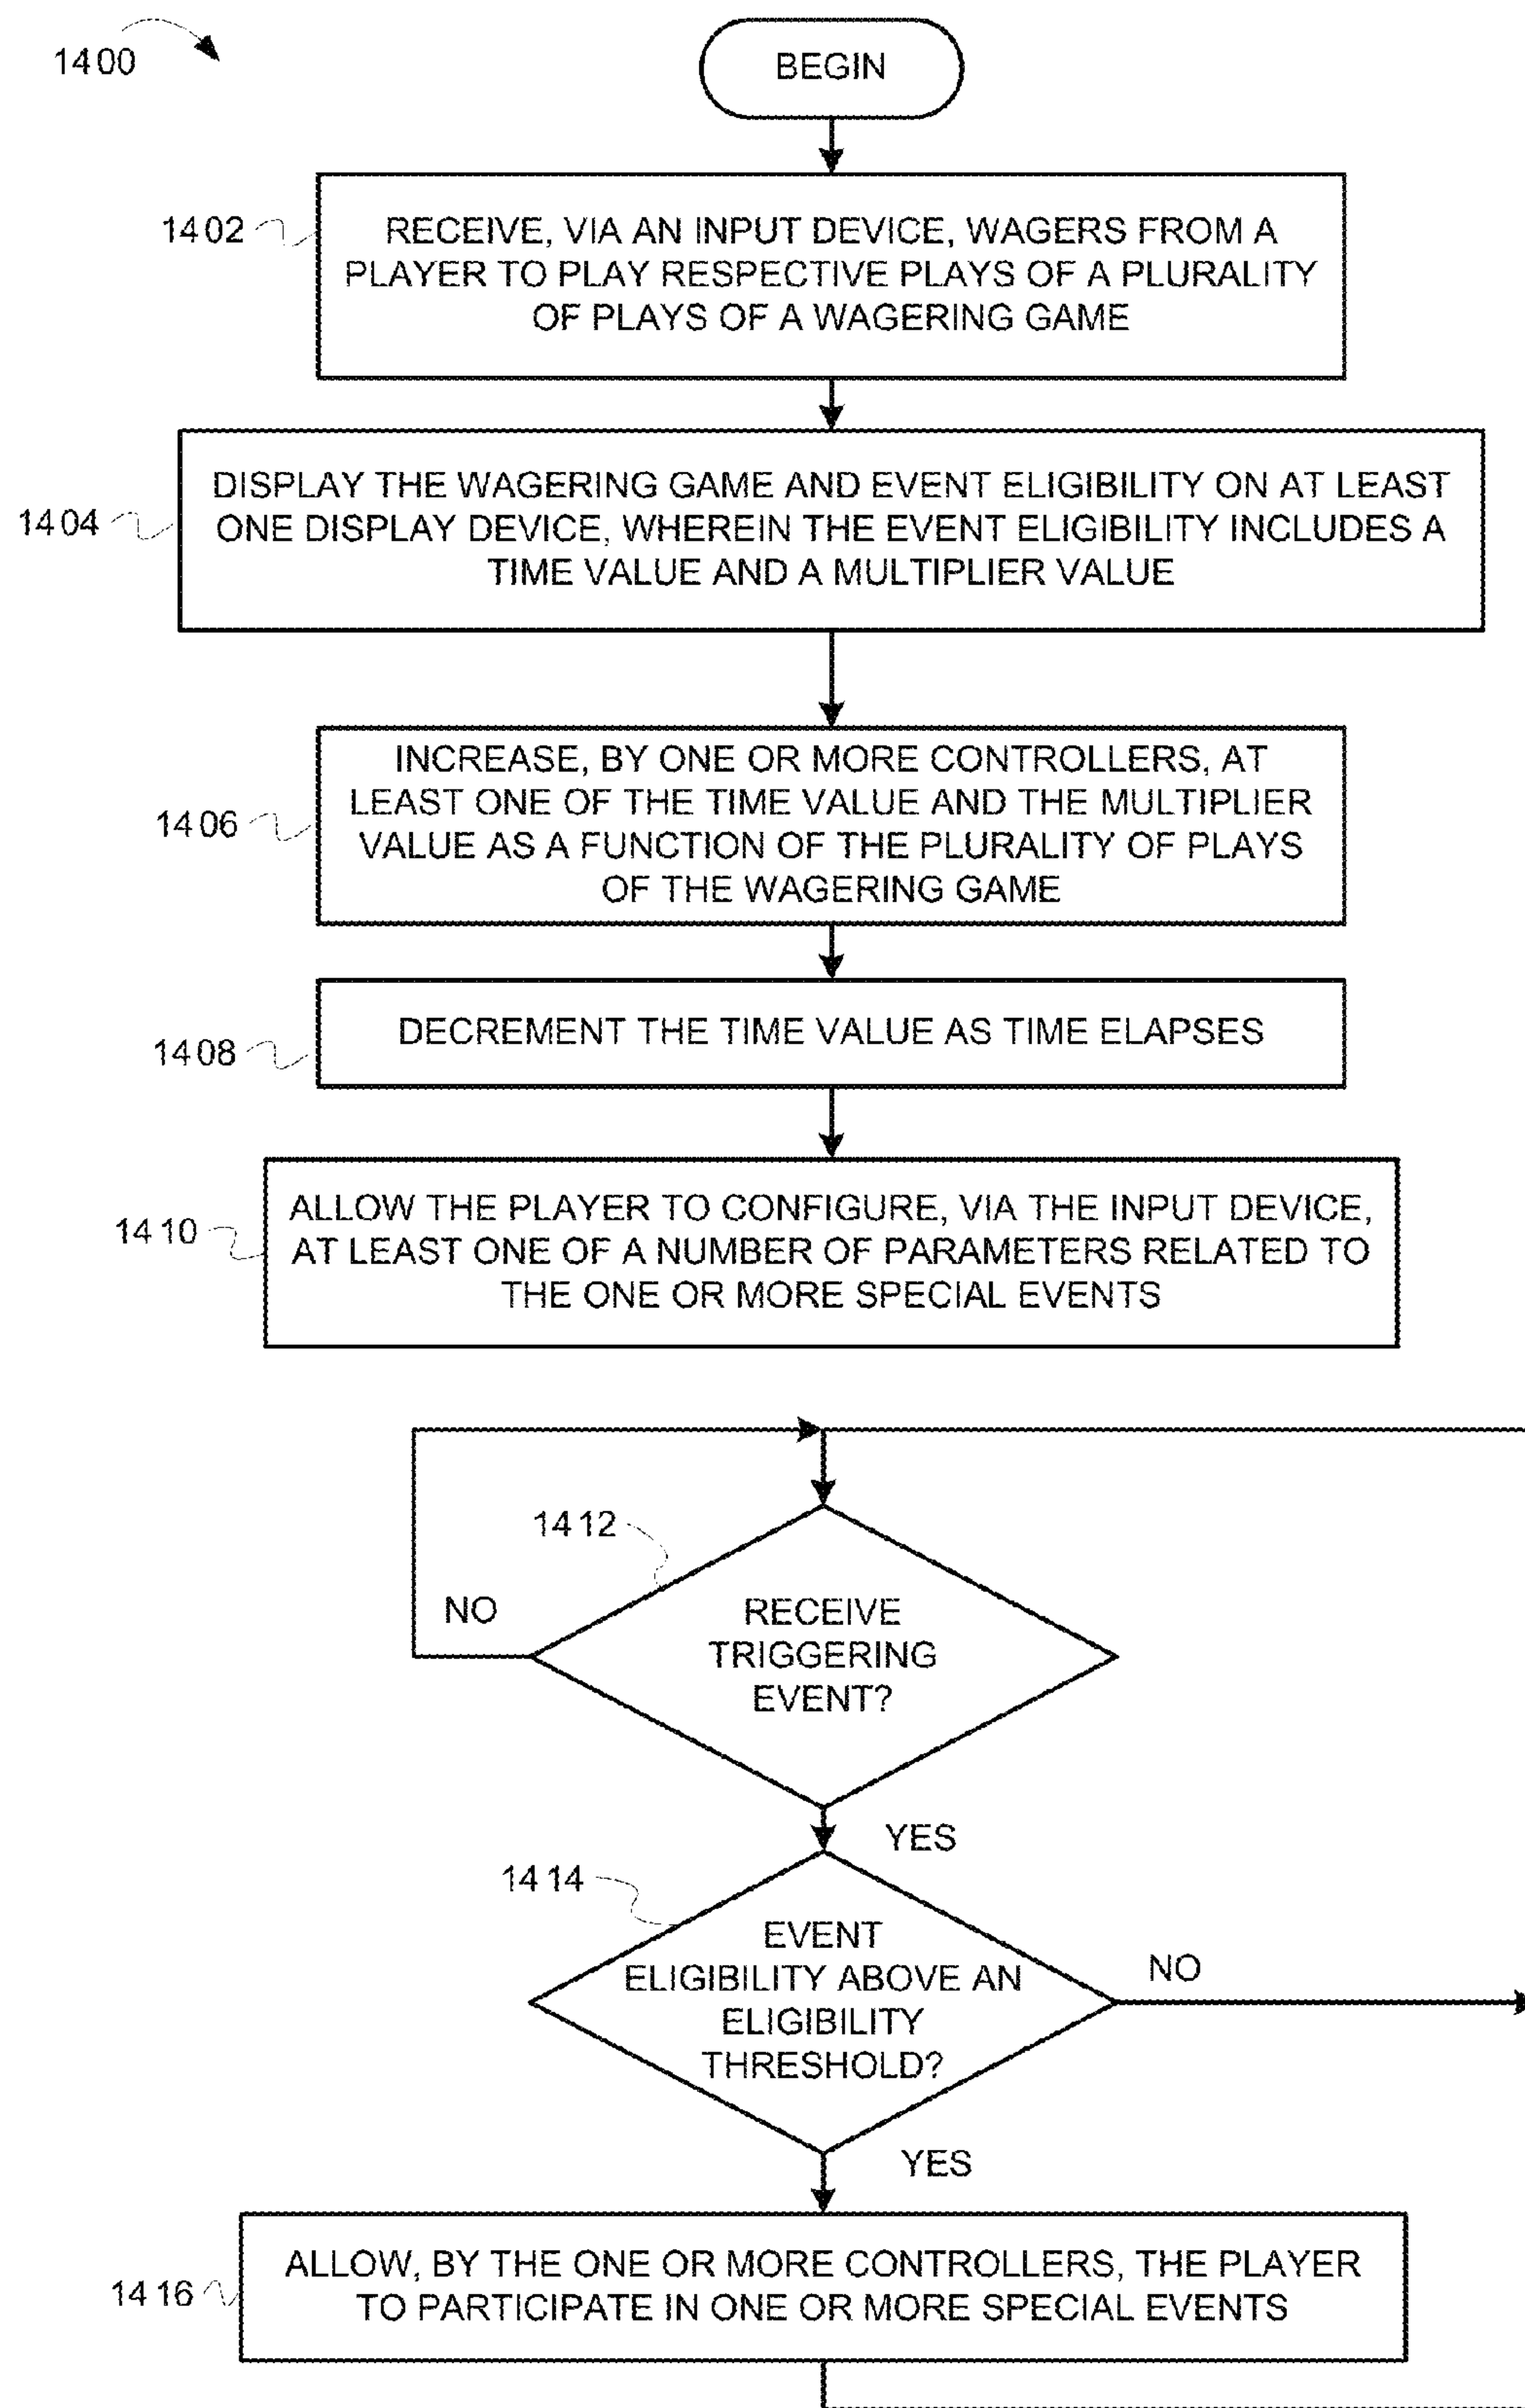 1400
BEGIN
1402
RECEIVE, VIA AN INPUT DEVICE, WAGERS FROM A
PLAYER TO PLAY RESPECTIVE PLAYS OF A PLURALITY
OF PLAYS OF A WAGERING GAME
1404
DISPLAY THE WAGERING GAME AND EVENT ELIGIBILITY ON AT LEAST
ONE DISPLAY DEVICE, WHEREIN THE EVENT ELIGIBILITY INCLUDES A
TIME VALUE AND A MULTIPLIER VALUE
1406
INCREASE, BY ONE OR MORE CONTROLLERS, AT
LEAST ONE OF THE TIME VALUE AND THE MULTIPLIER
VALUE AS A FUNCTION OF THE PLURALITY OF PLAYS
OF THE WAGERING GAME
1408
DECREMENT THE TIME VALUE AS TIME ELAPSES
1410
ALLOW THE PLAYER TO CONFIGURE, VIA THE INPUT DEVICE,
AT LEAST ONE OF A NUMBER OF PARAMETERS RELATED TO
THE ONE OR MORE SPECIAL EVENTS
1412
NO
RECEIVE
TRIGGERING
EVENT?
YES
1414
EVENT
ELIGIBILITY ABOVE AN
ELIGIBILITY
THRESHOLD?
NO
YES
1416
ALLOW, BY THE ONE OR MORE CONTROLLERS, THE PLAYER
TO PARTICIPATE IN ONE OR MORE SPECIAL EVENTS